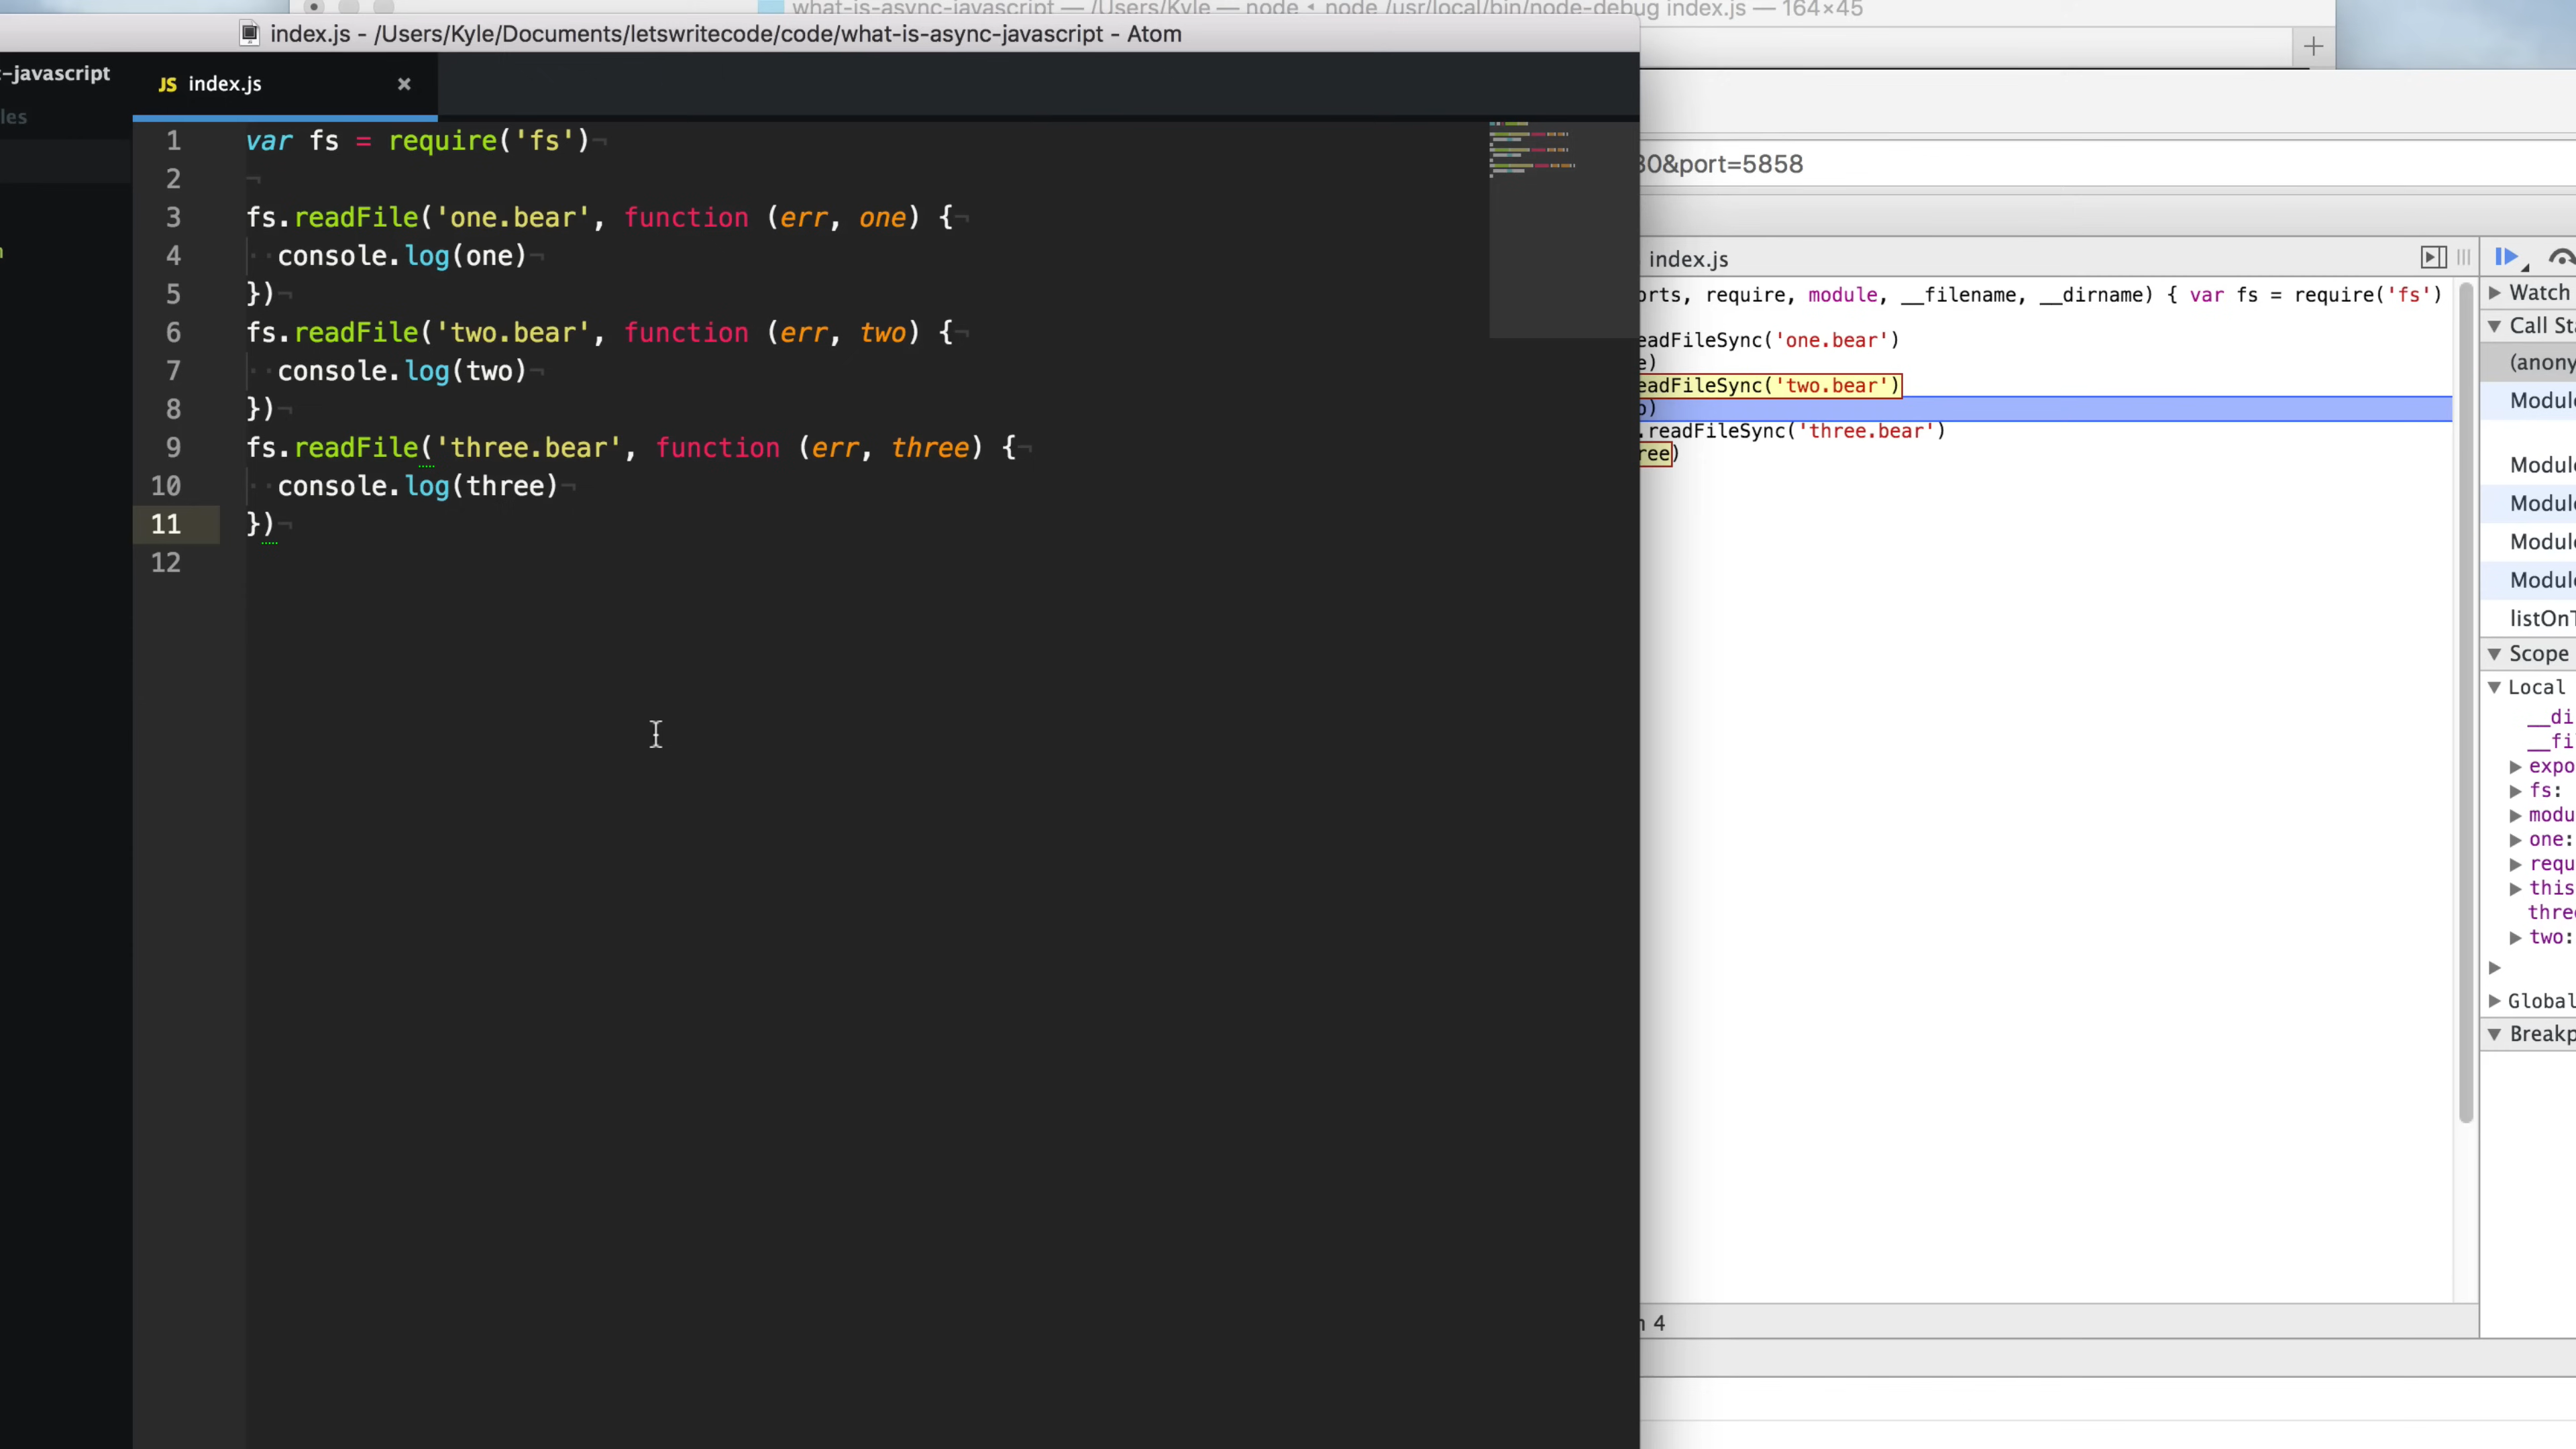 what-is-async-javascript — /Users/Kyle — node ◂ node /usr/local/bin/node-debug index.js — 164×45
index.js - /Users/Kyle/Documents/letswritecode/code/what-is-async-javascript - Atom
-javascript
les
JS index.js ×
1 var fs = require('fs')¬
2 ¬
3 fs.readFile('one.bear', function (err, one) {¬
4 ··console.log(one)¬
5 })¬
6 fs.readFile('two.bear', function (err, two) {¬
7 ··console.log(two)¬
8 })¬
9 fs.readFile('three.bear', function (err, three) {¬
10 ··console.log(three)¬
11 })¬
12
80&port=5858
index.js
orts, require, module, __filename, __dirname) { var fs = require('fs')
eadFileSync('one.bear')
e)
eadFileSync('two.bear')
o)
.readFileSync('three.bear')
ree)
n 4
Watch
Call St
(anony
Modul
Modul
Modul
Modul
Modul
listOn
Scope
Local
__di
__fi
expo
fs:
modu
one:
requ
this
three
two:
Global
Breakp